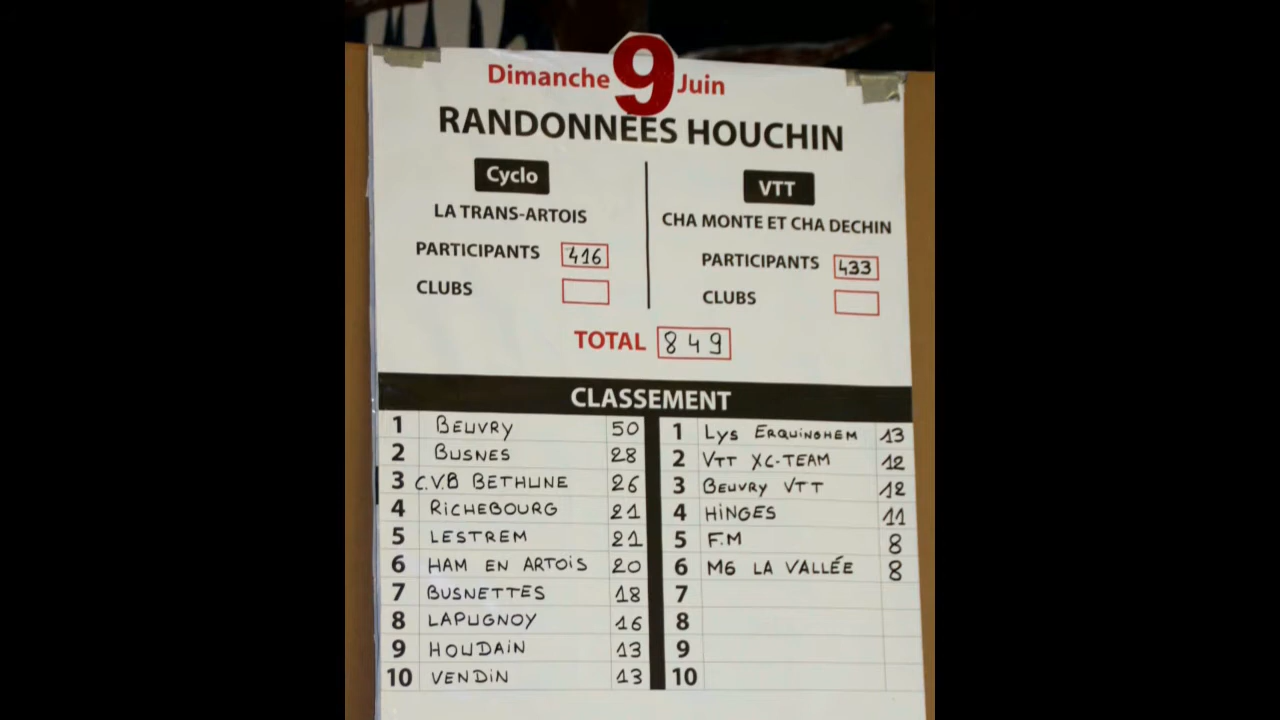 Dimanche 9 Juin
RANDONNÉES HOUCHIN
Cyclo
LA TRANS-ARTOIS
PARTICIPANTS 416
CLUBS
VTT
CHA MONTE ET CHA DECHIN
PARTICIPANTS 433
CLUBS
TOTAL 849
CLASSEMENT
1 BEUVRY 50
2 BUSNES 28
3 C.V.B BETHUNE 26
4 RiCHEBOURG 21
5 LESTREM 21
6 HAM EN ARTOiS 20
7 BUSNETTES 18
8 LAPUGNOY 16
9 HOUDAiN 13
10 VENDiN 13
1 LYS ERQUiNGHEM 13
2 VTT XC-TEAM 12
3 BEUVRY VTT 12
4 HiNGES 11
5 F.M 8
6 M6 LA VALLÉE 8
7
8
9
10